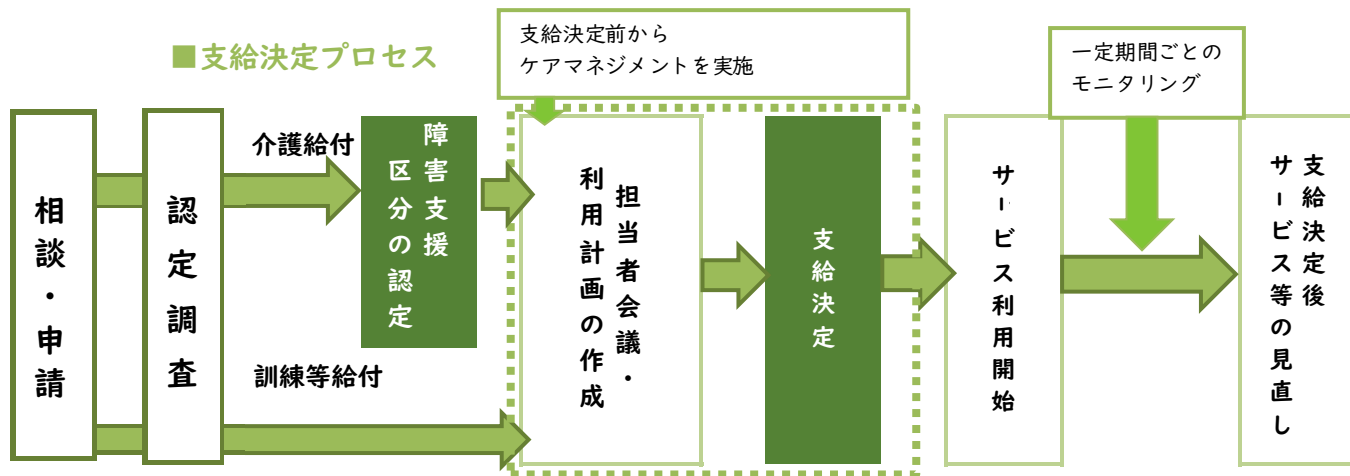 ■支給決定プロセス
支給決定前から
ケアマネジメントを実施
一定期間ごとの
モニタリング
相談・申請
認定調査
介護給付
訓練等給付
障害支援
区分の認定
担当者会議・
利用計画の作成
支給決定
サービス利用開始
支給決定後
サービス等の見直し